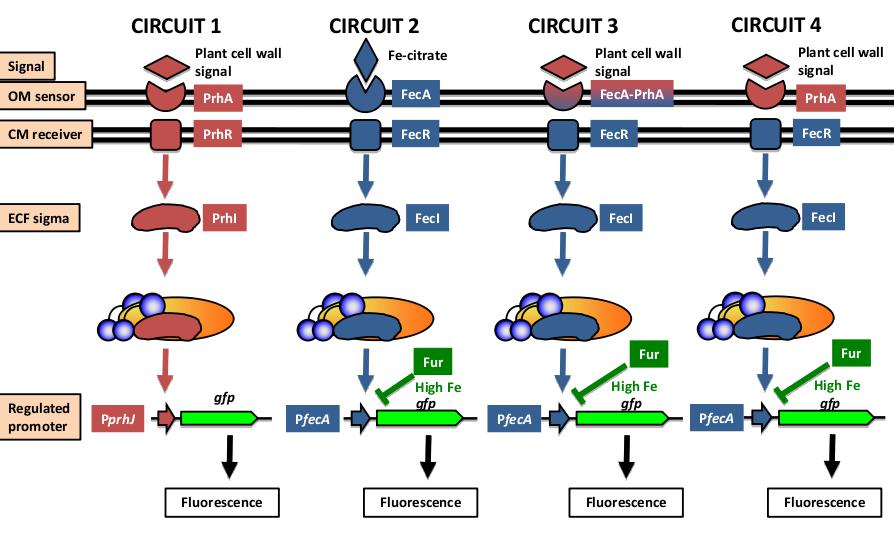 CIRCUIT 1 CIRCUIT 2 CIRCUIT 3 CIRCUIT 4
Signal
Plant cell wall
signal
Fe-citrate
Plant cell wall
signal
Plant cell wall
signal
OM sensor
PrhA
FecA
FecA-PrhA
PrhA
CM receiver
PrhR
FecR
FecR
FecR
ECF sigma
PrhI
FecI
FecI
FecI
Fur
Fur
Fur
High Fe
High Fe
High Fe
Regulated
promoter
PprhJ
gfp
PfecA
gfp
PfecA
gfp
PfecA
gfp
Fluorescence
Fluorescence
Fluorescence
Fluorescence